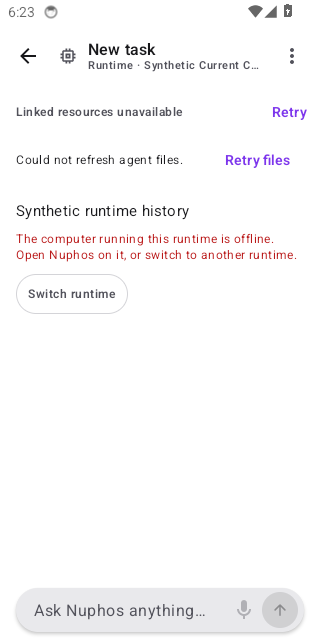 6:23
New task
Runtime · Synthetic Current C...
Linked resources unavailable
Retry
Could not refresh agent files.
Retry files
Synthetic runtime history
The computer running this runtime is offline.
Open Nuphos on it, or switch to another runtime.
Switch runtime
Ask Nuphos anything...